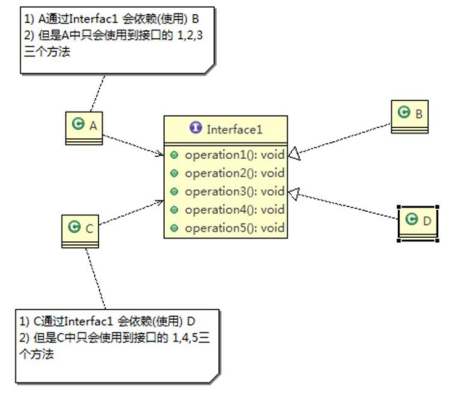 1) A通过Interfac1 会依赖(使用) B
2) 但是A中只会使用到接口的 1,2,3
三个方法
A
Interface1
B
operation1(): void
operation2(): void
operation3(): void
operation4(): void
operation5(): void
C
D
1) C通过Interfac1 会依赖(使用) D
2) 但是C中只会使用到接口的 1,4,5三
个方法